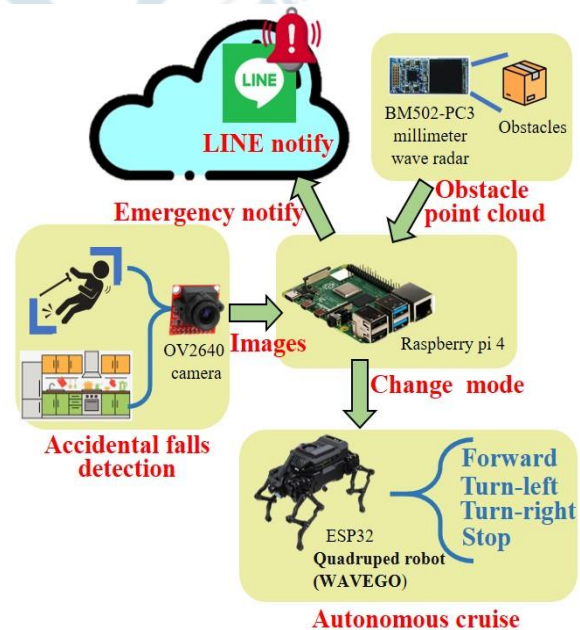 LINE
LINE notify
BM502-PC3
millimeter
wave radar
Obstacles
Emergency notify
Obstacle
point cloud
OV2640
camera
Images
Raspberry pi 4
Accidental falls
detection
Change mode
ESP32
Quadruped robot
(WAVEGO)
Forward
Turn-left
Turn-right
Stop
Autonomous cruise